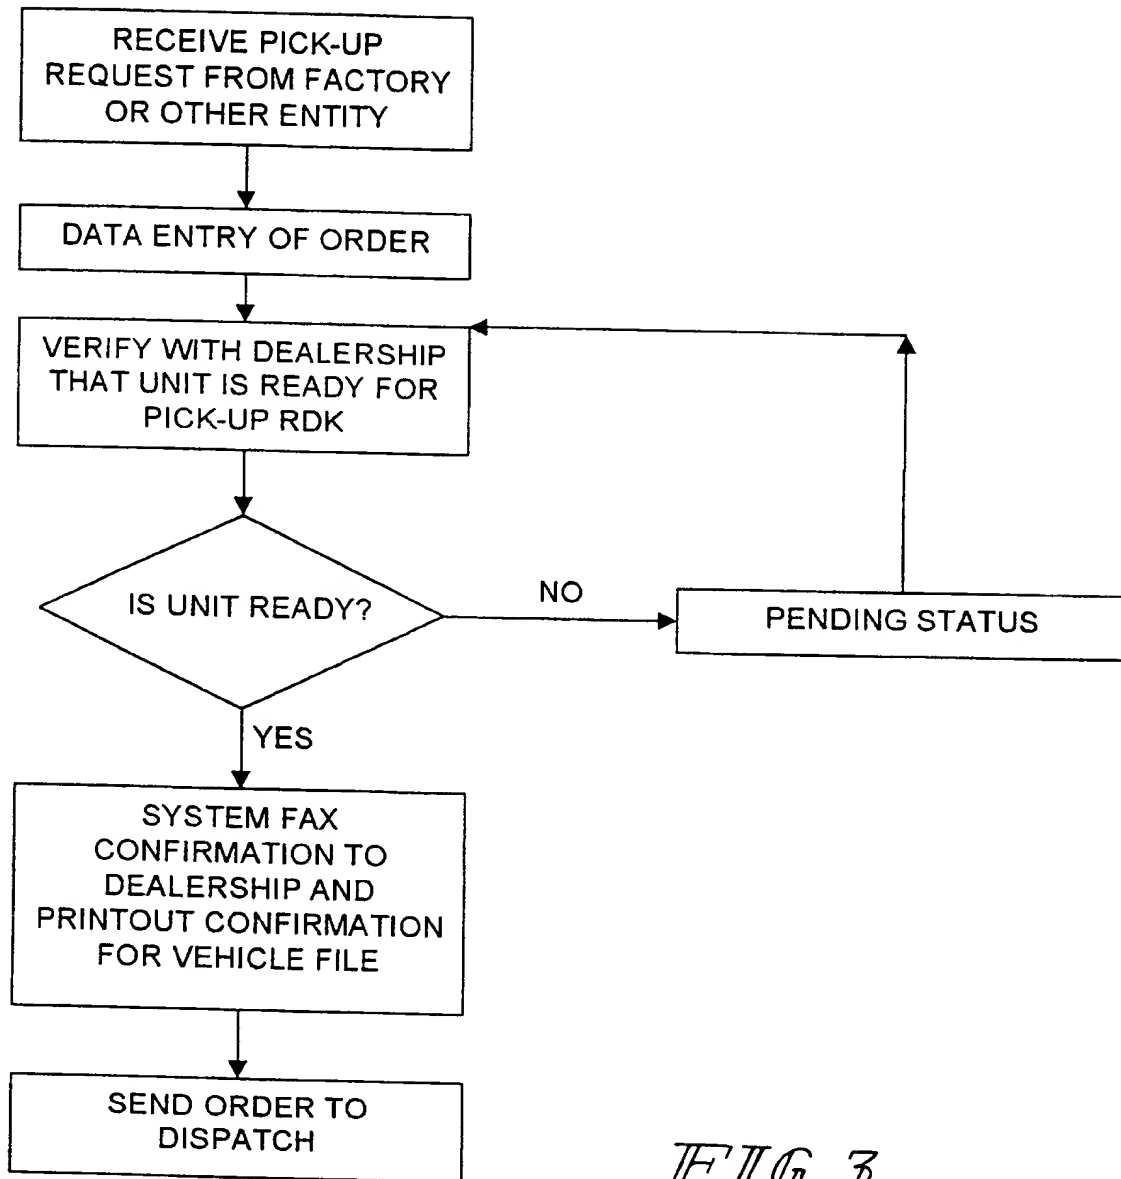 RECEIVE PICK-UP
REQUEST FROM FACTORY
OR OTHER ENTITY
DATA ENTRY OF ORDER
VERIFY WITH DEALERSHIP
THAT UNIT IS READY FOR
PICK-UP RDK
IS UNIT READY?
NO
PENDING STATUS
YES
SYSTEM FAX
CONFIRMATION TO
DEALERSHIP AND
PRINTOUT CONFIRMATION
FOR VEHICLE FILE
SEND ORDER TO
DISPATCH
FIG. 3